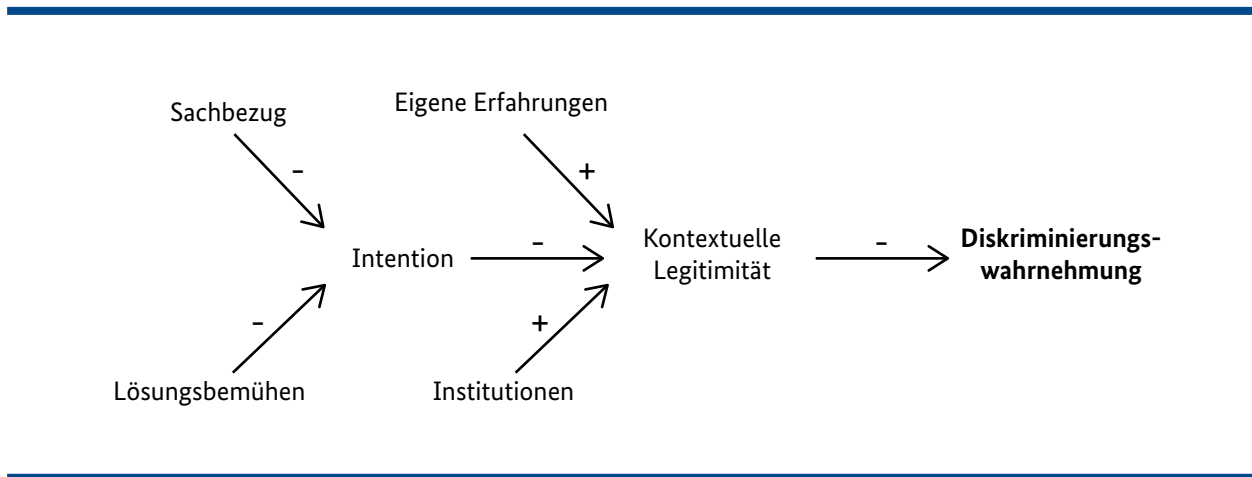 Sachbezug
Eigene Erfahrungen
-
+
Intention
-
Kontextuelle
Legitimität
-
Diskriminierungs-
wahrnehmung
-
+
Lösungsbemühen
Institutionen